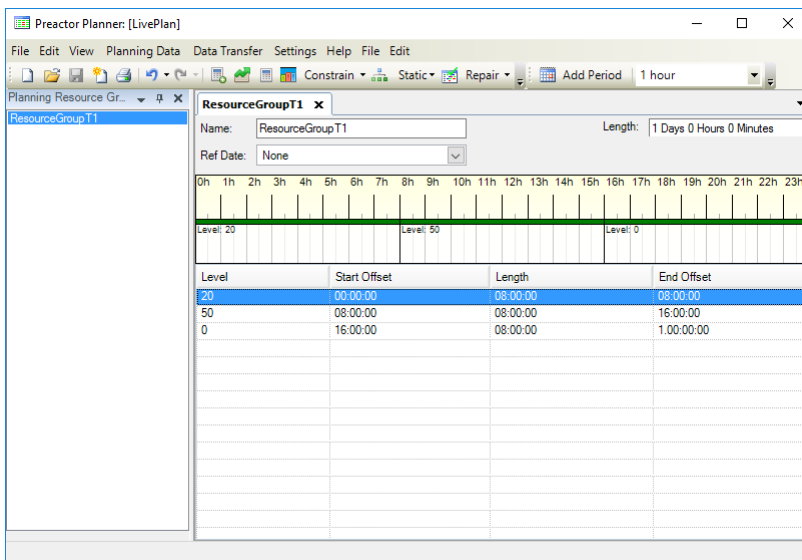 Preactor Planner: [LivePlan]
File Edit View Planning Data Data Transfer Settings Help File Edit
Constrain Static Repair Add Period 1 hour
Planning Resource Gr...
ResourceGroupT1
ResourceGroupT1
Name: ResourceGroupT1 Length: 1 Days 0 Hours 0 Minutes
Ref Date: None
0h 1h 2h 3h 4h 5h 6h 7h 8h 9h 10h 11h 12h 13h 14h 15h 16h 17h 18h 19h 20h 21h 22h 23h
Level: 20 Level: 50 Level: 0
Level Start Offset Length End Offset
20 00:00:00 08:00:00 08:00:00
50 08:00:00 08:00:00 16:00:00
0 16:00:00 08:00:00 1.00:00:00